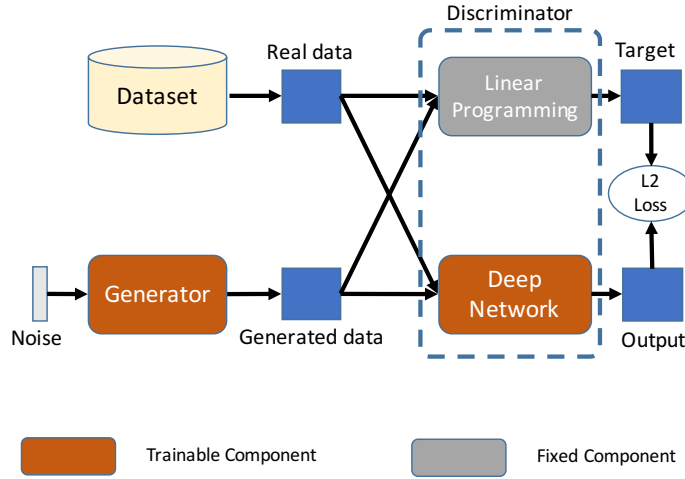 Discriminator
Real data
Target
Dataset
Linear
Programming
L2
Loss
Generator
Deep
Network
Noise
Generated data
Output
Trainable Component
Fixed Component